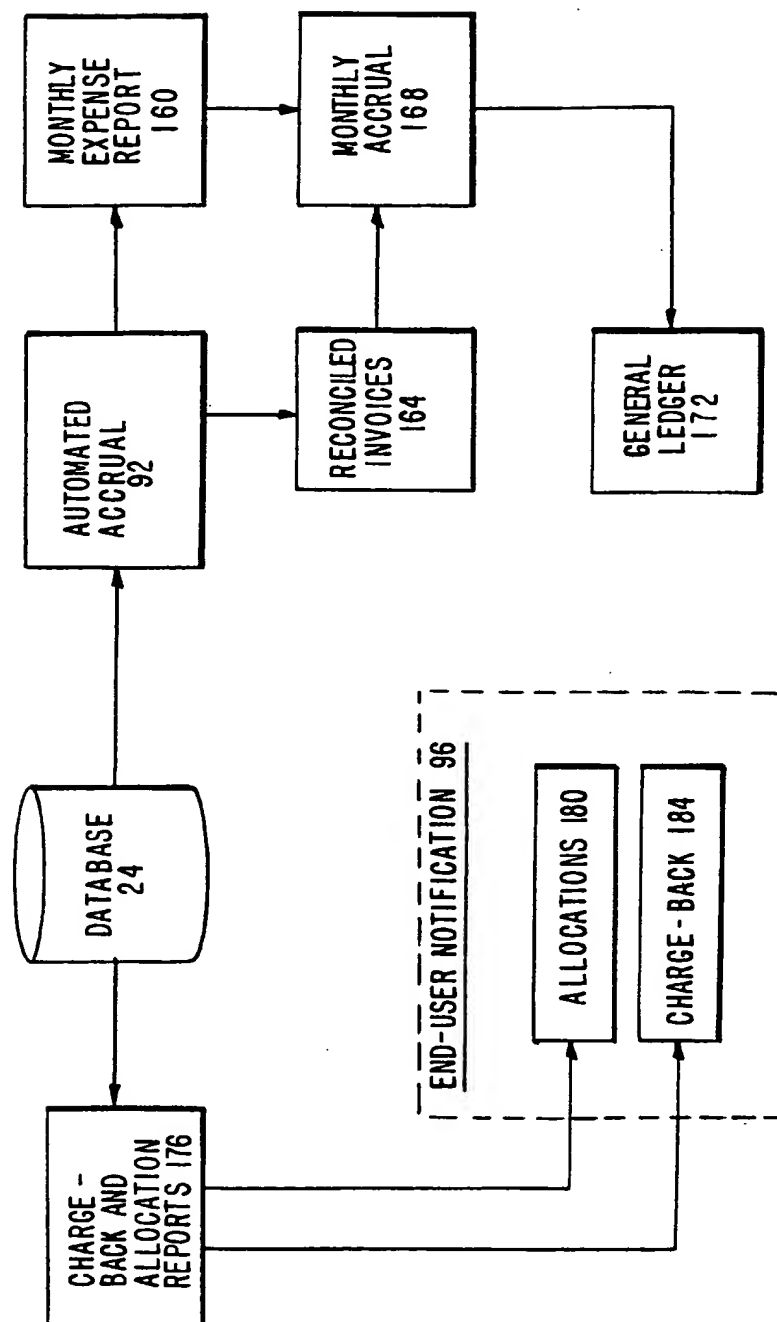 CHARGE-
BACK AND
ALLOCATION
REPORTS 176
DATABASE
24
AUTOMATED
ACCRUAL
92
MONTHLY
EXPENSE
REPORT
160
RECONCILED
INVOICES
164
MONTHLY
ACCRUAL
168
END-USER NOTIFICATION 96
ALLOCATIONS 180
CHARGE-BACK 184
GENERAL
LEDGER
172